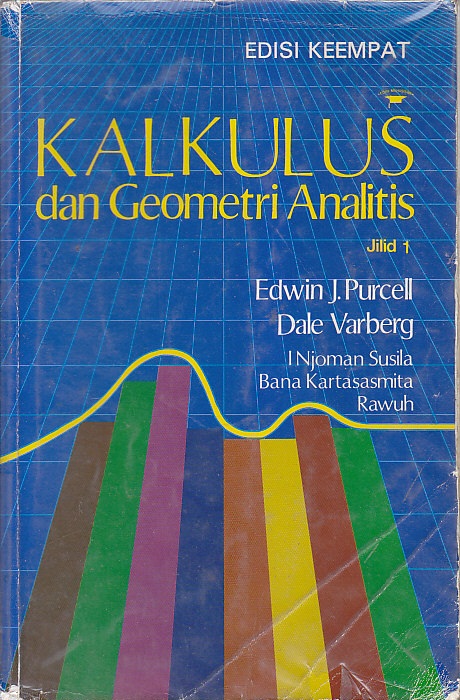 EDISI KEEMPAT
KALKULUS
dan Geometri Analitis
Jilid 1
Edwin J. Purcell
Dale Varberg
I Njoman Susila
Bana Kartasasmita
Rawuh